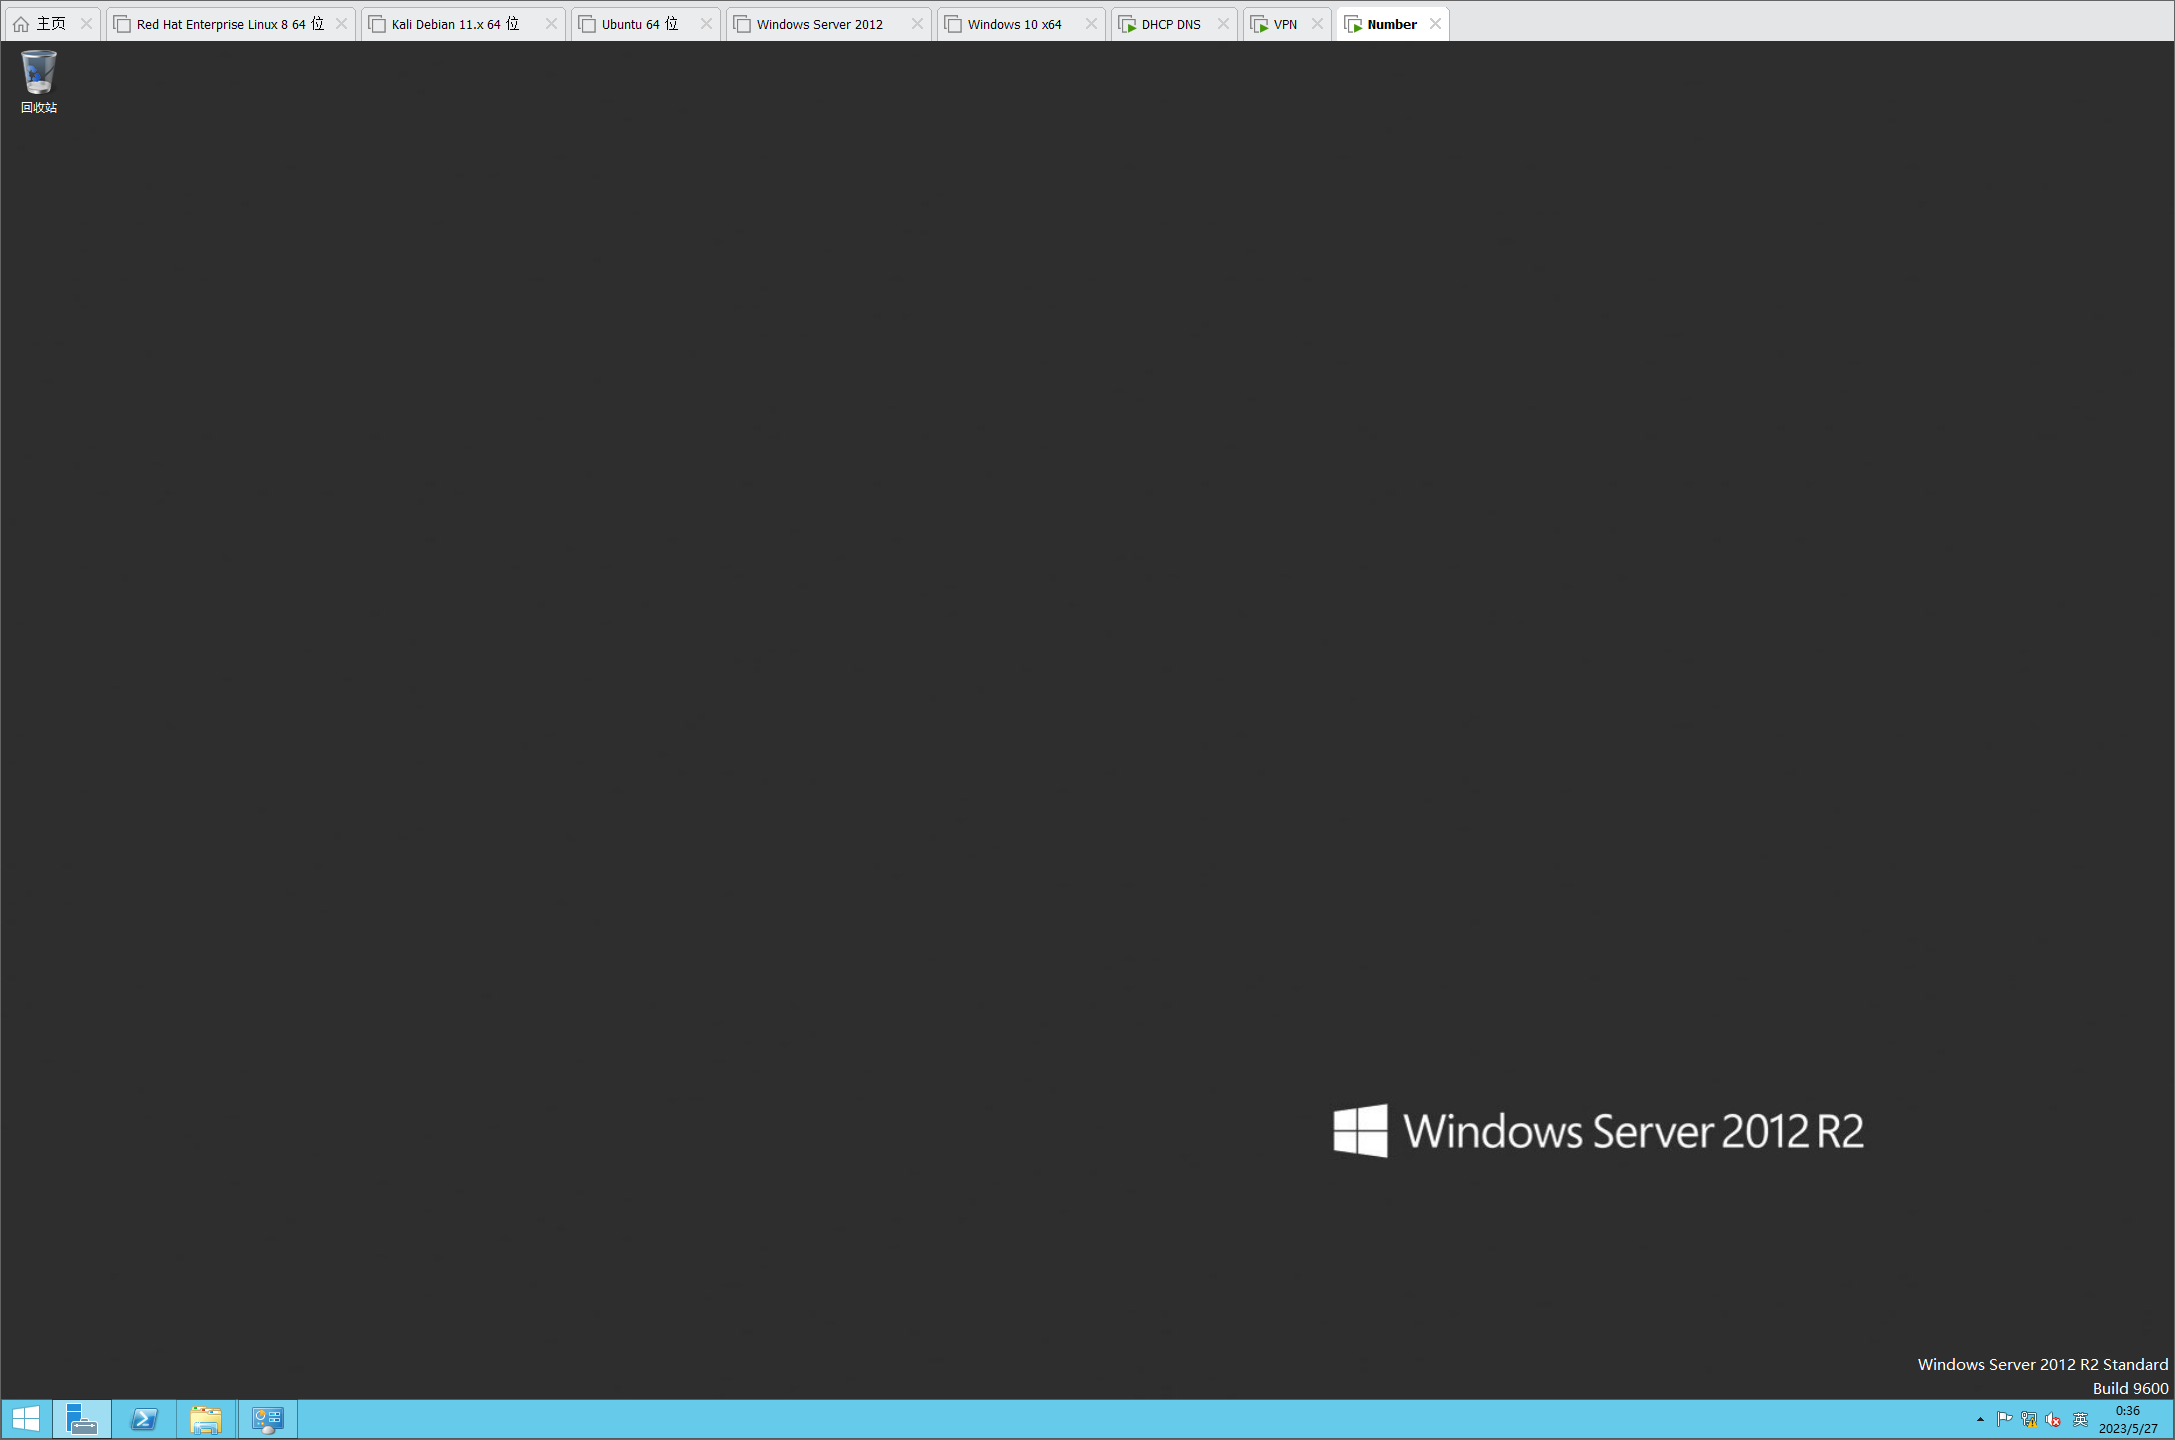 主页
Red Hat Enterprise Linux 8 64 位
Kali Debian 11.x 64 位
Ubuntu 64 位
Windows Server 2012
Windows 10 x64
DHCP DNS
VPN
Number
回收站
Windows Server 2012 R2
Windows Server 2012 R2 Standard
Build 9600
英
0:36
2023/5/27